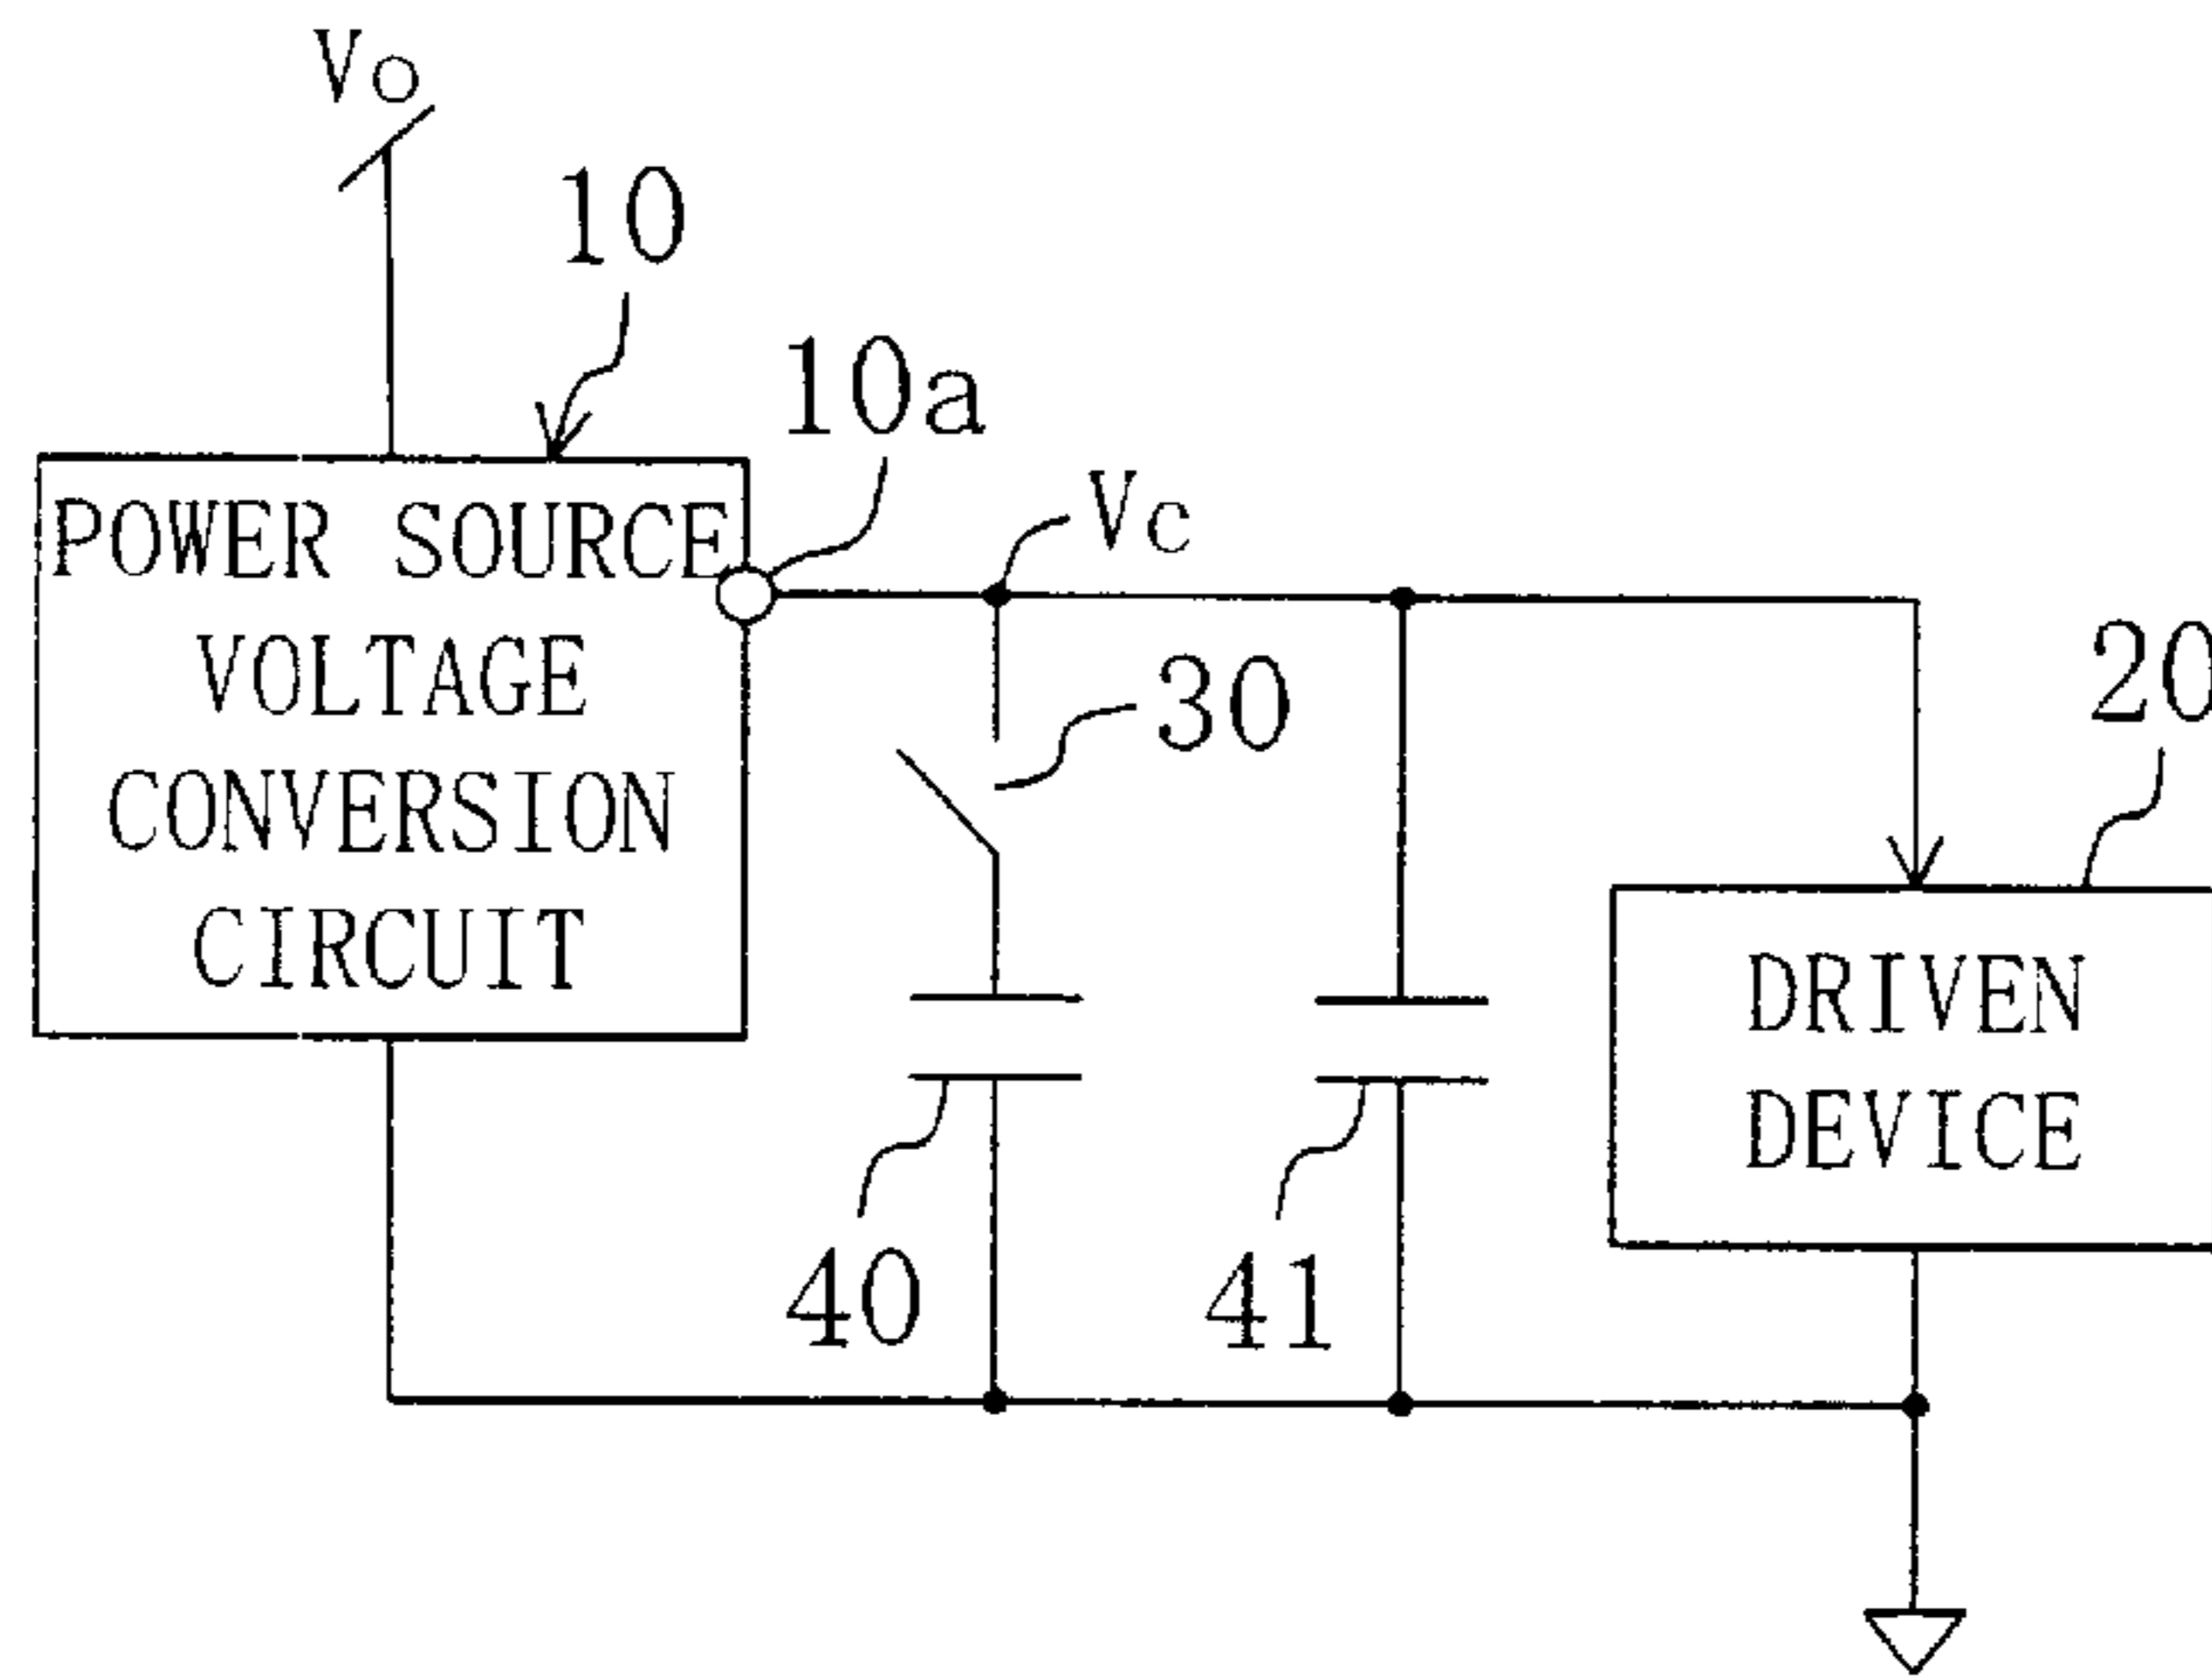 Vo
10
10a
Vc
POWER SOURCE
VOLTAGE
CONVERSION
CIRCUIT
30
20
DRIVEN
DEVICE
40
41